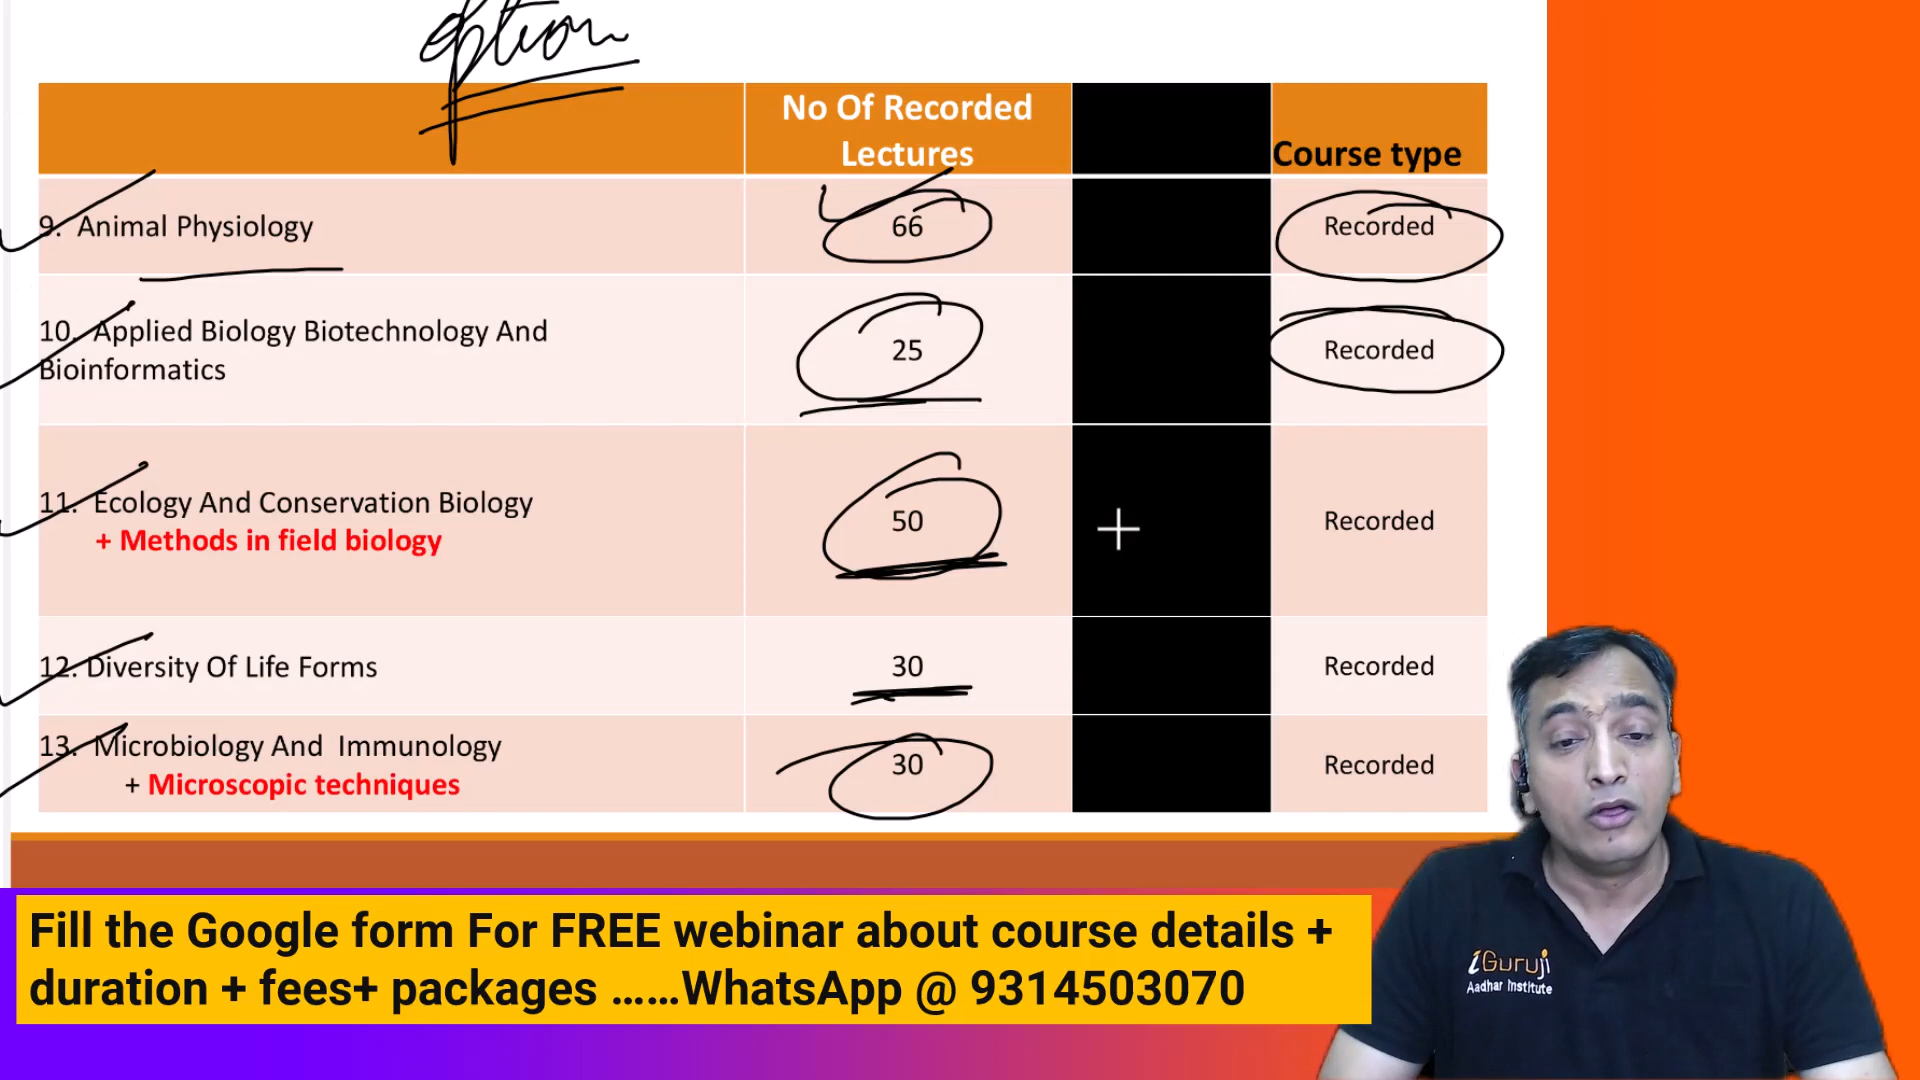 option
No Of Recorded
Lectures
Course type
9. Animal Physiology
66
Recorded
10. Applied Biology Biotechnology And
Bioinformatics
25
Recorded
11. Ecology And Conservation Biology
+ Methods in field biology
50
Recorded
12. Diversity Of Life Forms
30
Recorded
13. Microbiology And Immunology
+ Microscopic techniques
30
Recorded
Fill the Google form For FREE webinar about course details +
duration + fees+ packages ......WhatsApp @ 9314503070
iGuruji
Aadhar Institute